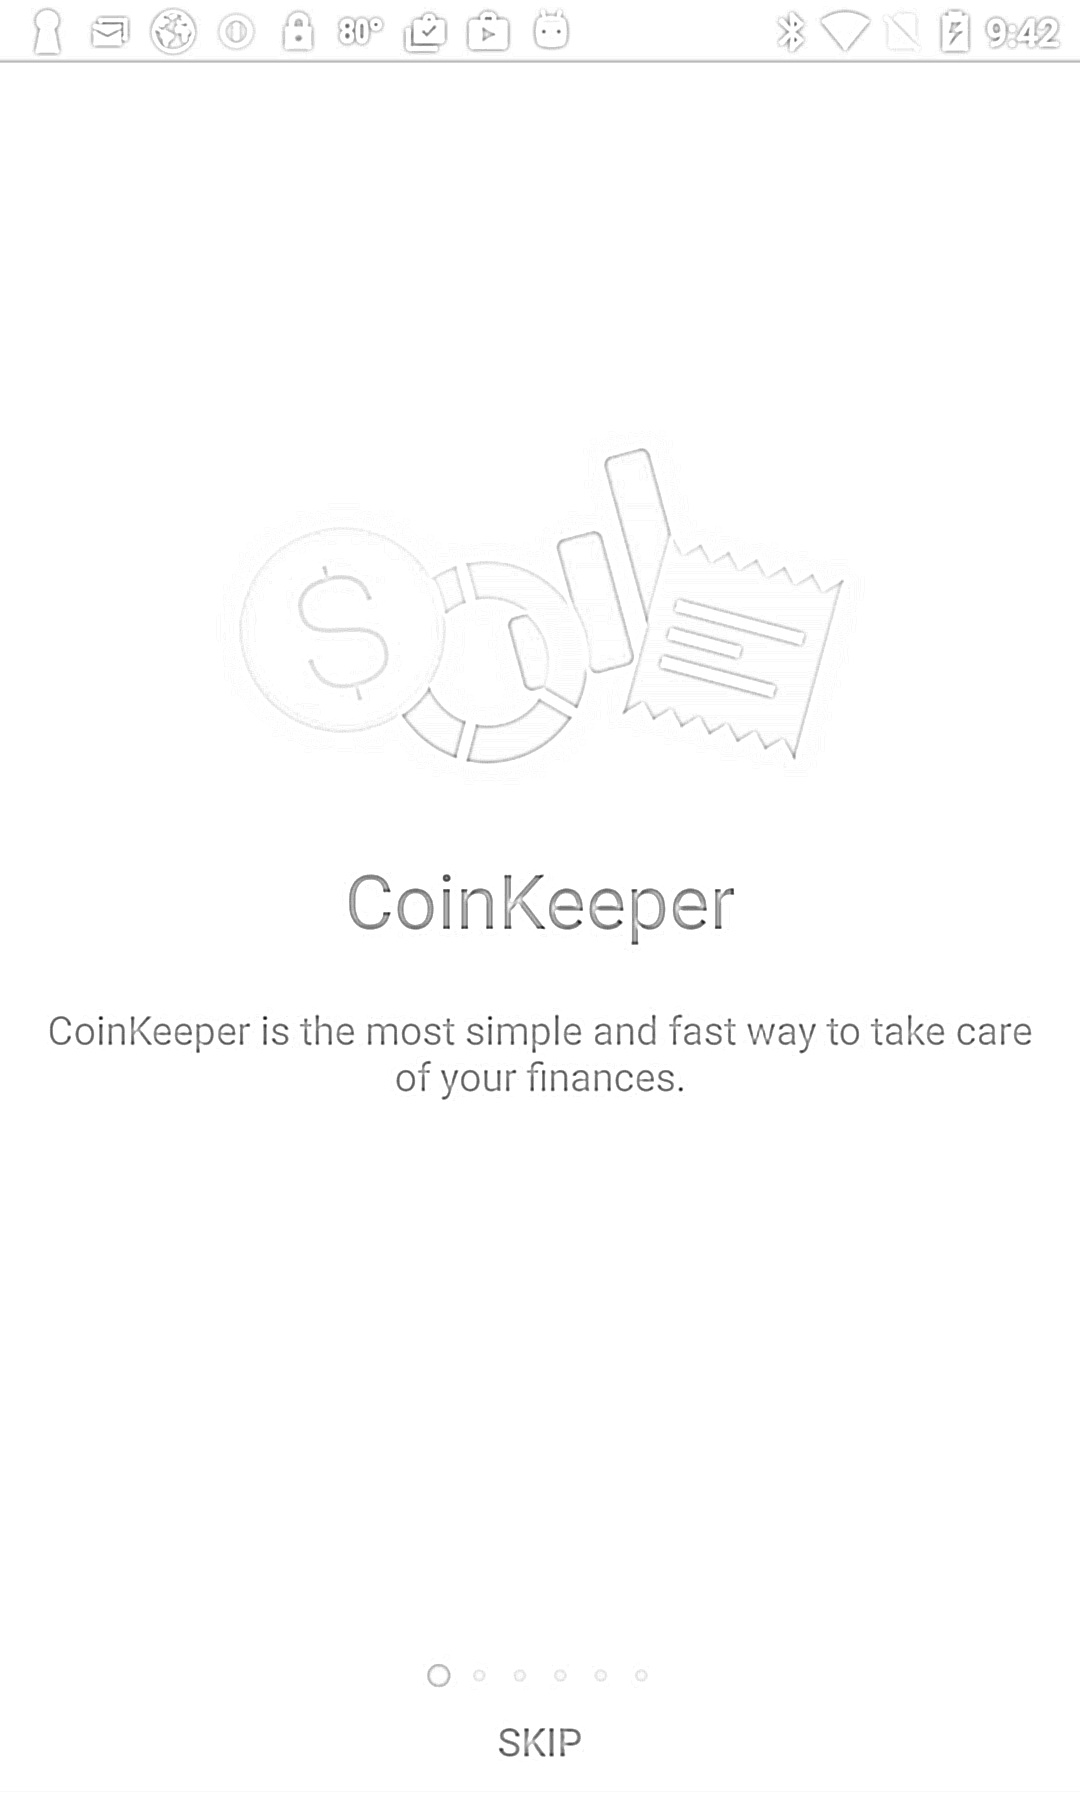 80° 9:42
$
CoinKeeper
CoinKeeper is the most simple and fast way to take care
of your finances.
SKIP